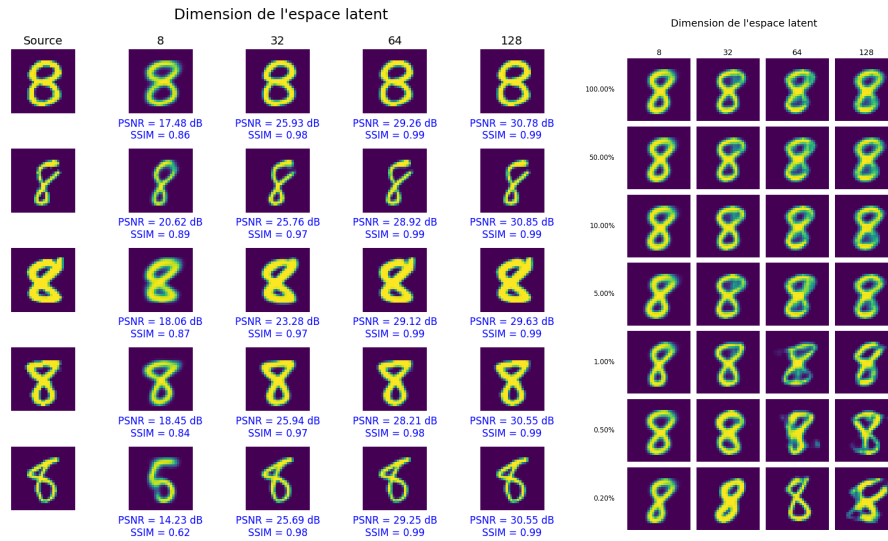 Dimension de l'espace latent
Source 8 32 64 128
PSNR = 17.48 dB PSNR = 25.93 dB PSNR = 29.26 dB PSNR = 30.78 dB
SSIM = 0.86 SSIM = 0.98 SSIM = 0.99 SSIM = 0.99
PSNR = 20.62 dB PSNR = 25.76 dB PSNR = 28.92 dB PSNR = 30.85 dB
SSIM = 0.89 SSIM = 0.97 SSIM = 0.99 SSIM = 0.99
PSNR = 18.06 dB PSNR = 23.28 dB PSNR = 29.12 dB PSNR = 29.63 dB
SSIM = 0.87 SSIM = 0.97 SSIM = 0.99 SSIM = 0.99
PSNR = 18.45 dB PSNR = 25.94 dB PSNR = 28.21 dB PSNR = 30.55 dB
SSIM = 0.84 SSIM = 0.97 SSIM = 0.98 SSIM = 0.99
PSNR = 14.23 dB PSNR = 25.69 dB PSNR = 29.25 dB PSNR = 30.55 dB
SSIM = 0.62 SSIM = 0.98 SSIM = 0.99 SSIM = 0.99
Dimension de l'espace latent
8 32 64 128
100.00%
50.00%
10.00%
5.00%
1.00%
0.50%
0.20%